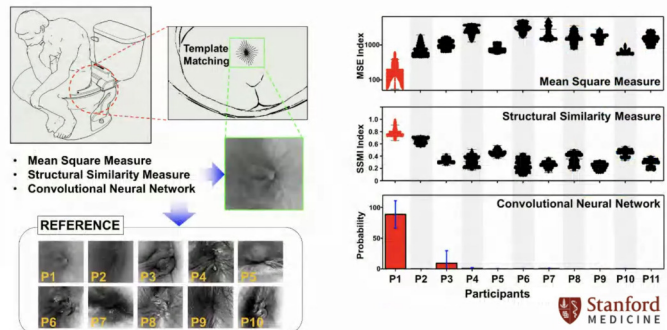 Template
Matching
• Mean Square Measure
• Structural Similarity Measure
• Convolutional Neural Network
REFERENCE
P1
P2
P3
P4
P5
P6
P7
P8
P9
P10
MSE Index
1000
100
Mean Square Measure
SSMI Index
1.0
0.8
0.6
0.4
0.2
0
Structural Similarity Measure
Probability
100
50
0
Convolutional Neural Network
P1 P2 P3 P4 P5 P6 P7 P8 P9 P10 P11
Participants
Stanford
MEDICINE